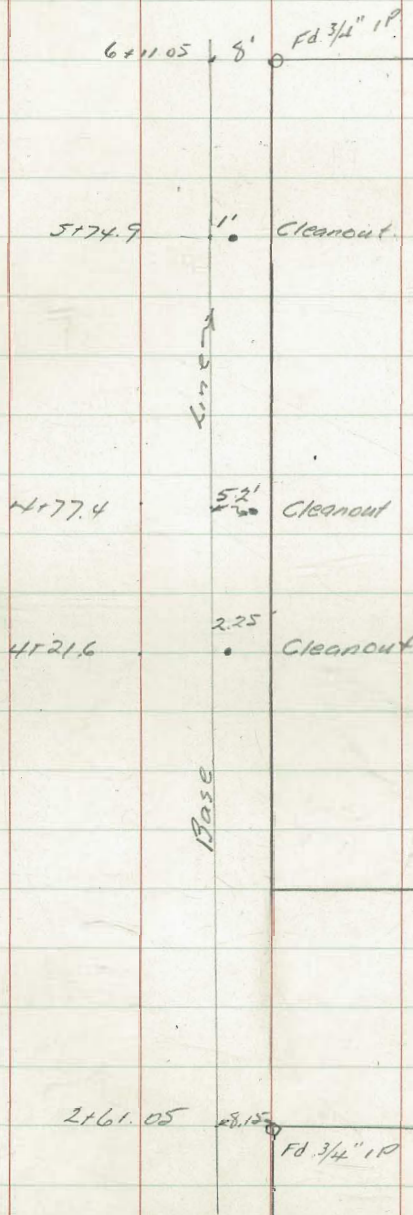 6+11.05 8' Fd. 3/4" IP
5+74.9 1' Cleanout.
Line
4+77.4 5.2' Cleanout
4+21.6 2.25' Cleanout
Base
2+61.05 8.15 Fd 3/4" IP